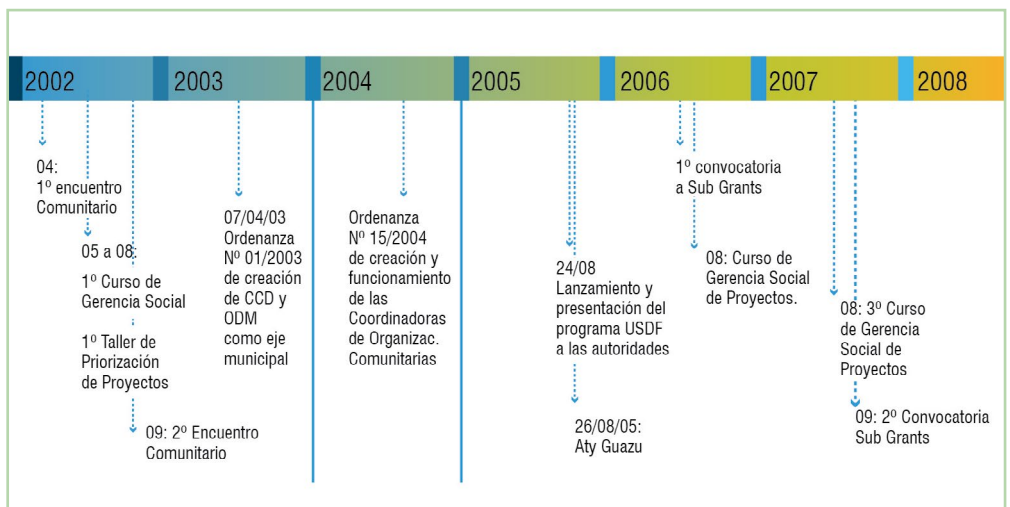 2002
2003
2004
2005
2006
2007
2008
04:
1º encuentro
Comunitario
05 a 08:
1º Curso de
Gerencia Social
1º Taller de
Priorización
de Proyectos
09: 2º Encuentro
Comunitario
07/04/03
Ordenanza
Nº 01/2003
de creación
de CCD y
ODM
como eje
municipal
Ordenanza
Nº 15/2004
de creación y
funcionamiento
de las
Coordinadoras
de Organizac.
Comunitarias
24/08
Lanzamiento y
presentación del
programa USDF
a las autoridades
26/08/05:
Aty Guazu
1º convocatoria
a Sub Grants
08: Curso de
Gerencia Social
de Proyectos.
08: 3º Curso
de Gerencia
Social de
Proyectos
09: 2º Convocatoria
Sub Grants